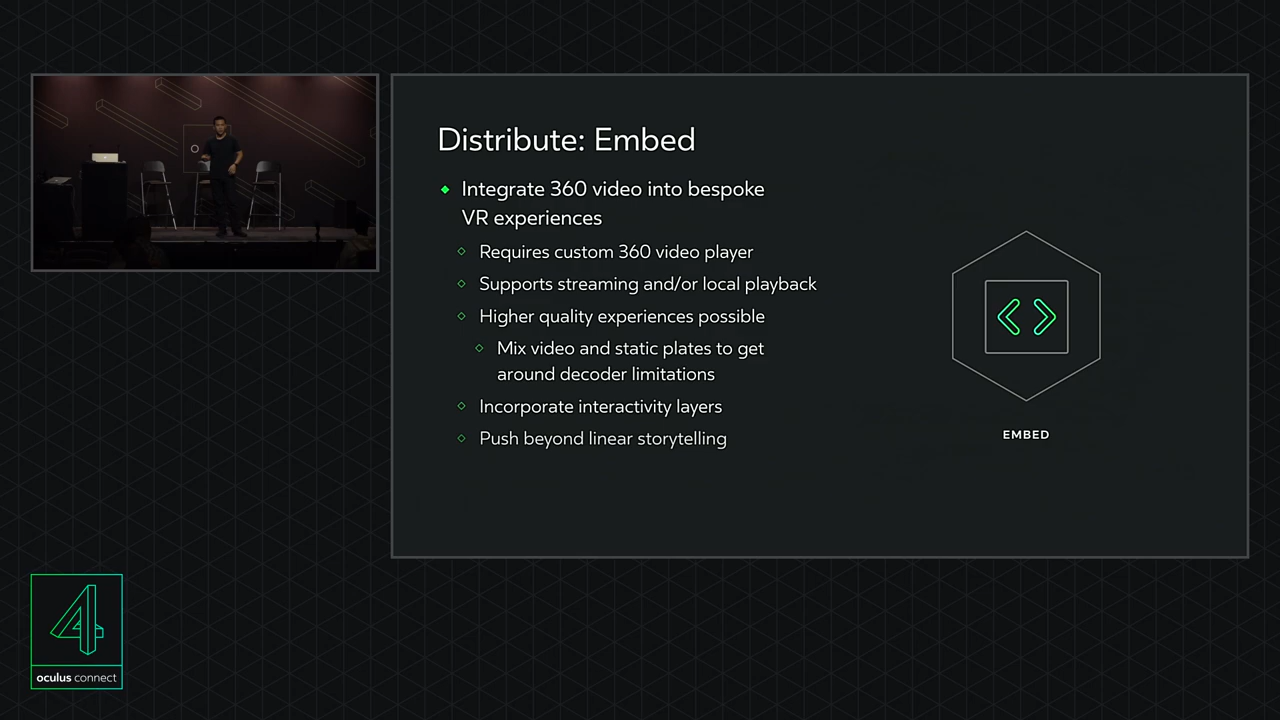 Distribute: Embed
Integrate 360 video into bespoke
VR experiences
Requires custom 360 video player
Supports streaming and/or local playback
Higher quality experiences possible
Mix video and static plates to get
around decoder limitations
Incorporate interactivity layers
Push beyond linear storytelling
EMBED
4
oculus connect